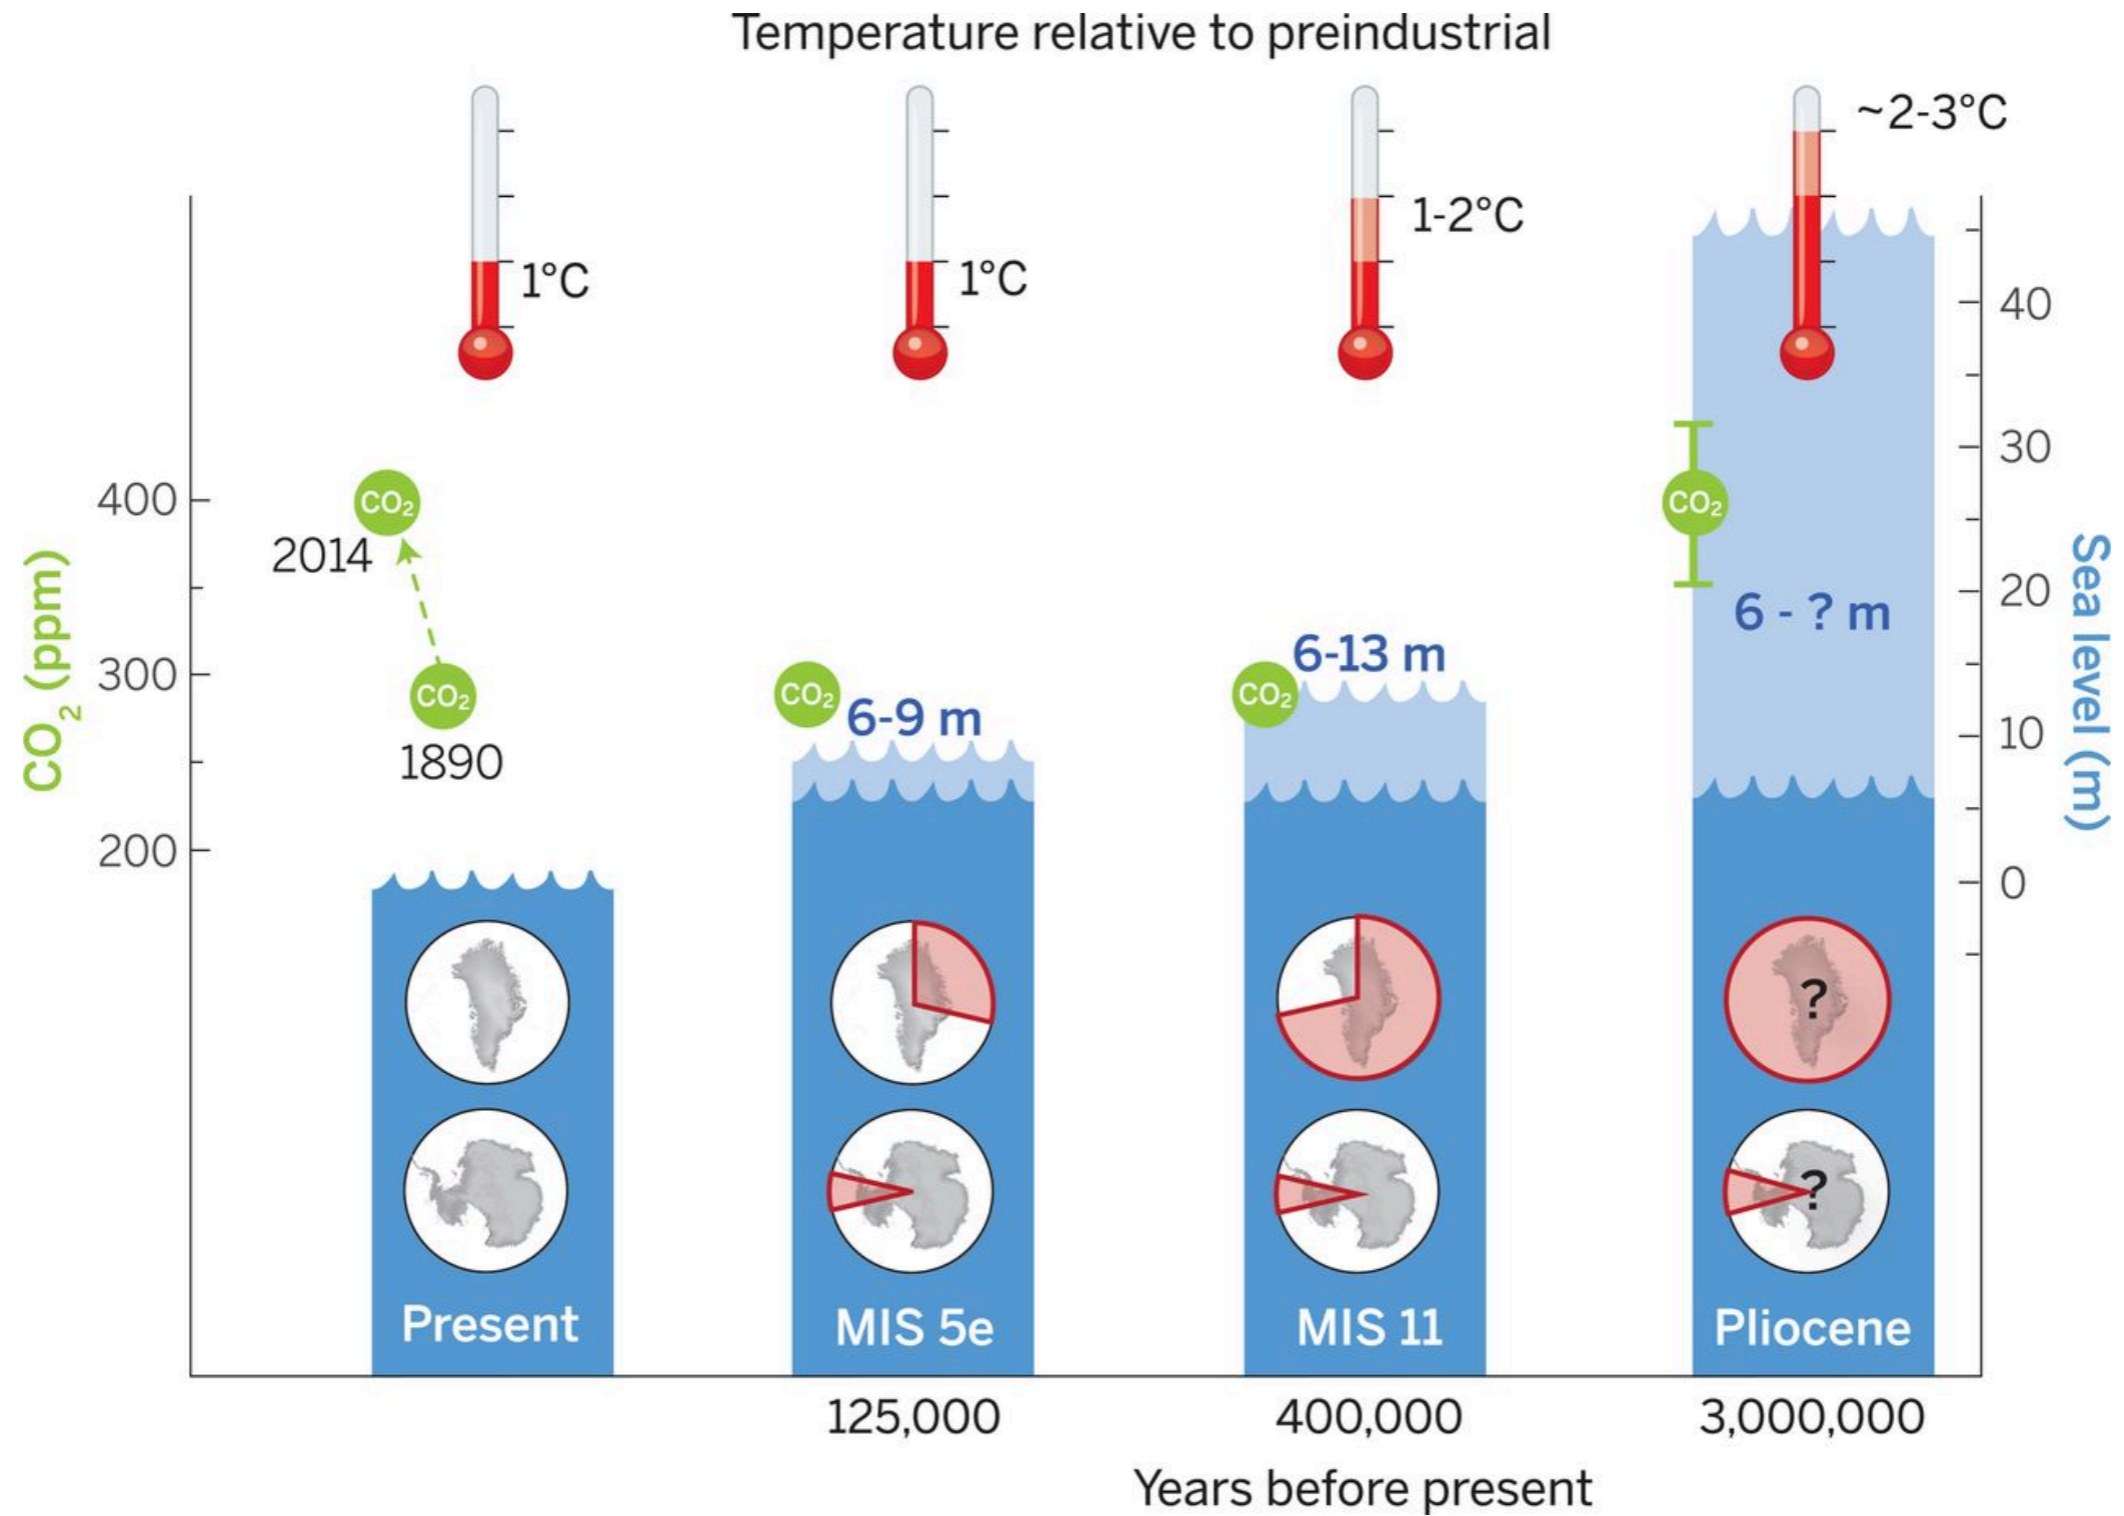 Temperature relative to preindustrial
1°C
1°C
1-2°C
~2-3°C
CO₂ (ppm)
400
300
200
2014
CO₂
CO₂
1890
CO₂
6-9 m
CO₂
6-13 m
CO₂
6 - ? m
40
30
20
10
0
Sea level (m)
?
?
Present
MIS 5e
MIS 11
Pliocene
125,000
400,000
3,000,000
Years before present